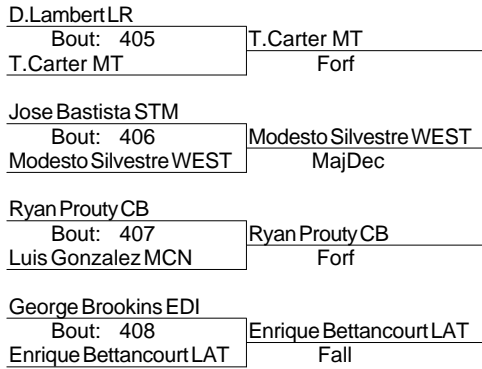 D.Lambert LR
Bout: 405 T.Carter MT
T.Carter MT Forf
Jose Bastista STM
Bout: 406 Modesto Silvestre WEST
Modesto Silvestre WEST MajDec
Ryan Prouty CB
Bout: 407 Ryan Prouty CB
Luis Gonzalez MCN Forf
George Brookins EDI
Bout: 408 Enrique Bettancourt LAT
Enrique Bettancourt LAT Fall